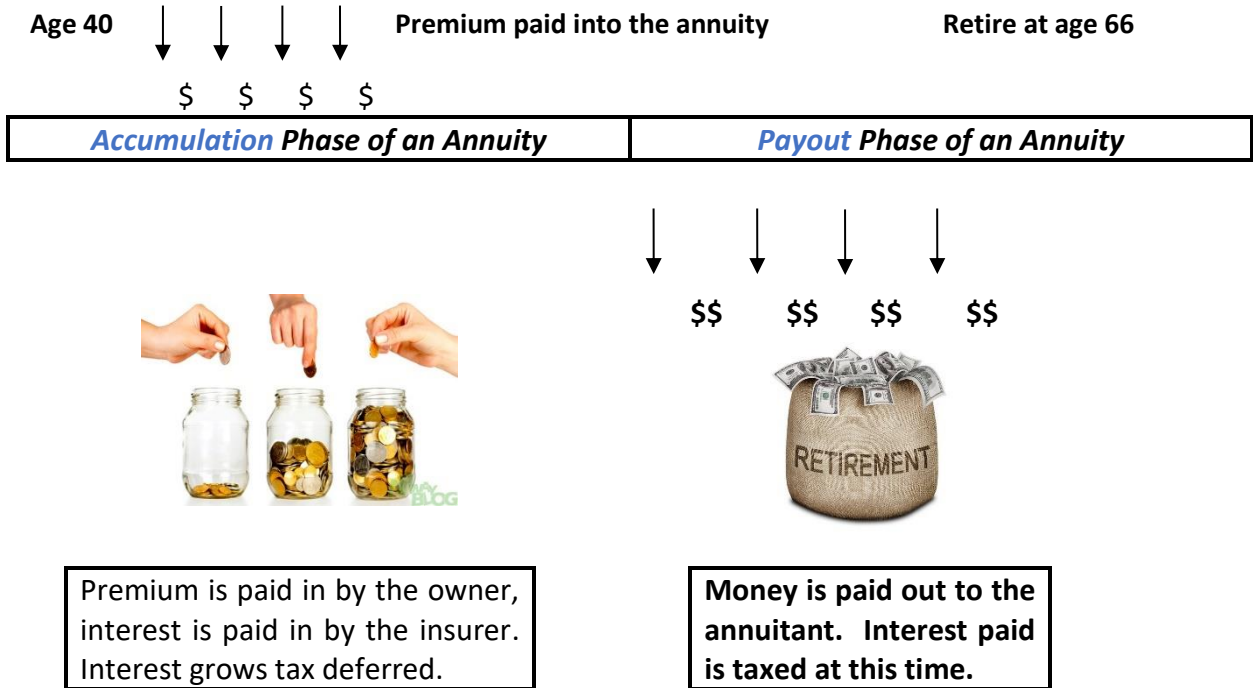 Age 40 Premium paid into the annuity Retire at age 66
$ $ $ $
Accumulation Phase of an Annuity Payout Phase of an Annuity
$$ $$ $$ $$
RETIREMENT
BLOG
Premium is paid in by the owner,
interest is paid in by the insurer.
Interest grows tax deferred.
Money is paid out to the
annuitant. Interest paid
is taxed at this time.